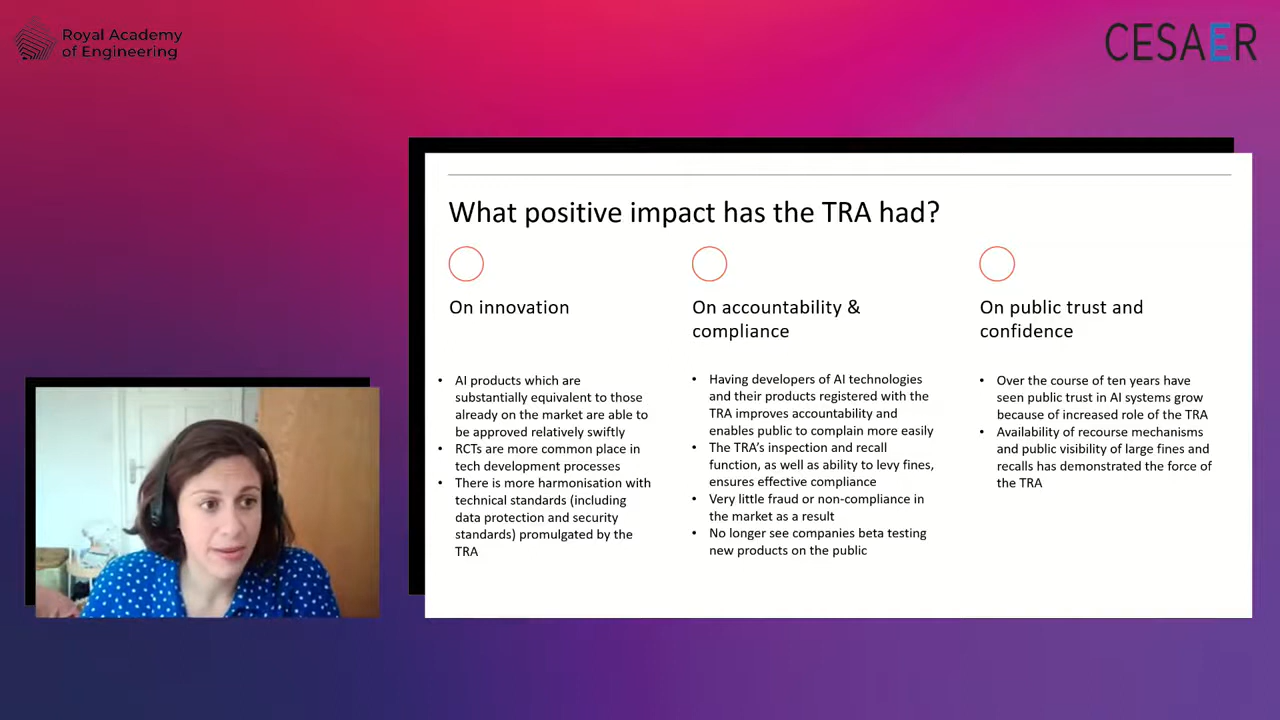 Royal Academy
of Engineering
CESAER
What positive impact has the TRA had?
On innovation
AI products which are
substantially equivalent to those
already on the market are able to
be approved relatively swiftly
RCTs are more common place in
tech development processes
There is more harmonisation with
technical standards (including
data protection and security
standards) promulgated by the
TRA
On accountability &
compliance
Having developers of AI technologies
and their products registered with the
TRA improves accountability and
enables public to complain more easily
The TRA’s inspection and recall
function, as well as ability to levy fines,
ensures effective compliance
Very little fraud or non-compliance in
the market as a result
No longer see companies beta testing
new products on the public
On public trust and
confidence
Over the course of ten years have
seen public trust in AI systems grow
because of increased role of the TRA
Availability of recourse mechanisms
and public visibility of large fines and
recalls has demonstrated the force of
the TRA